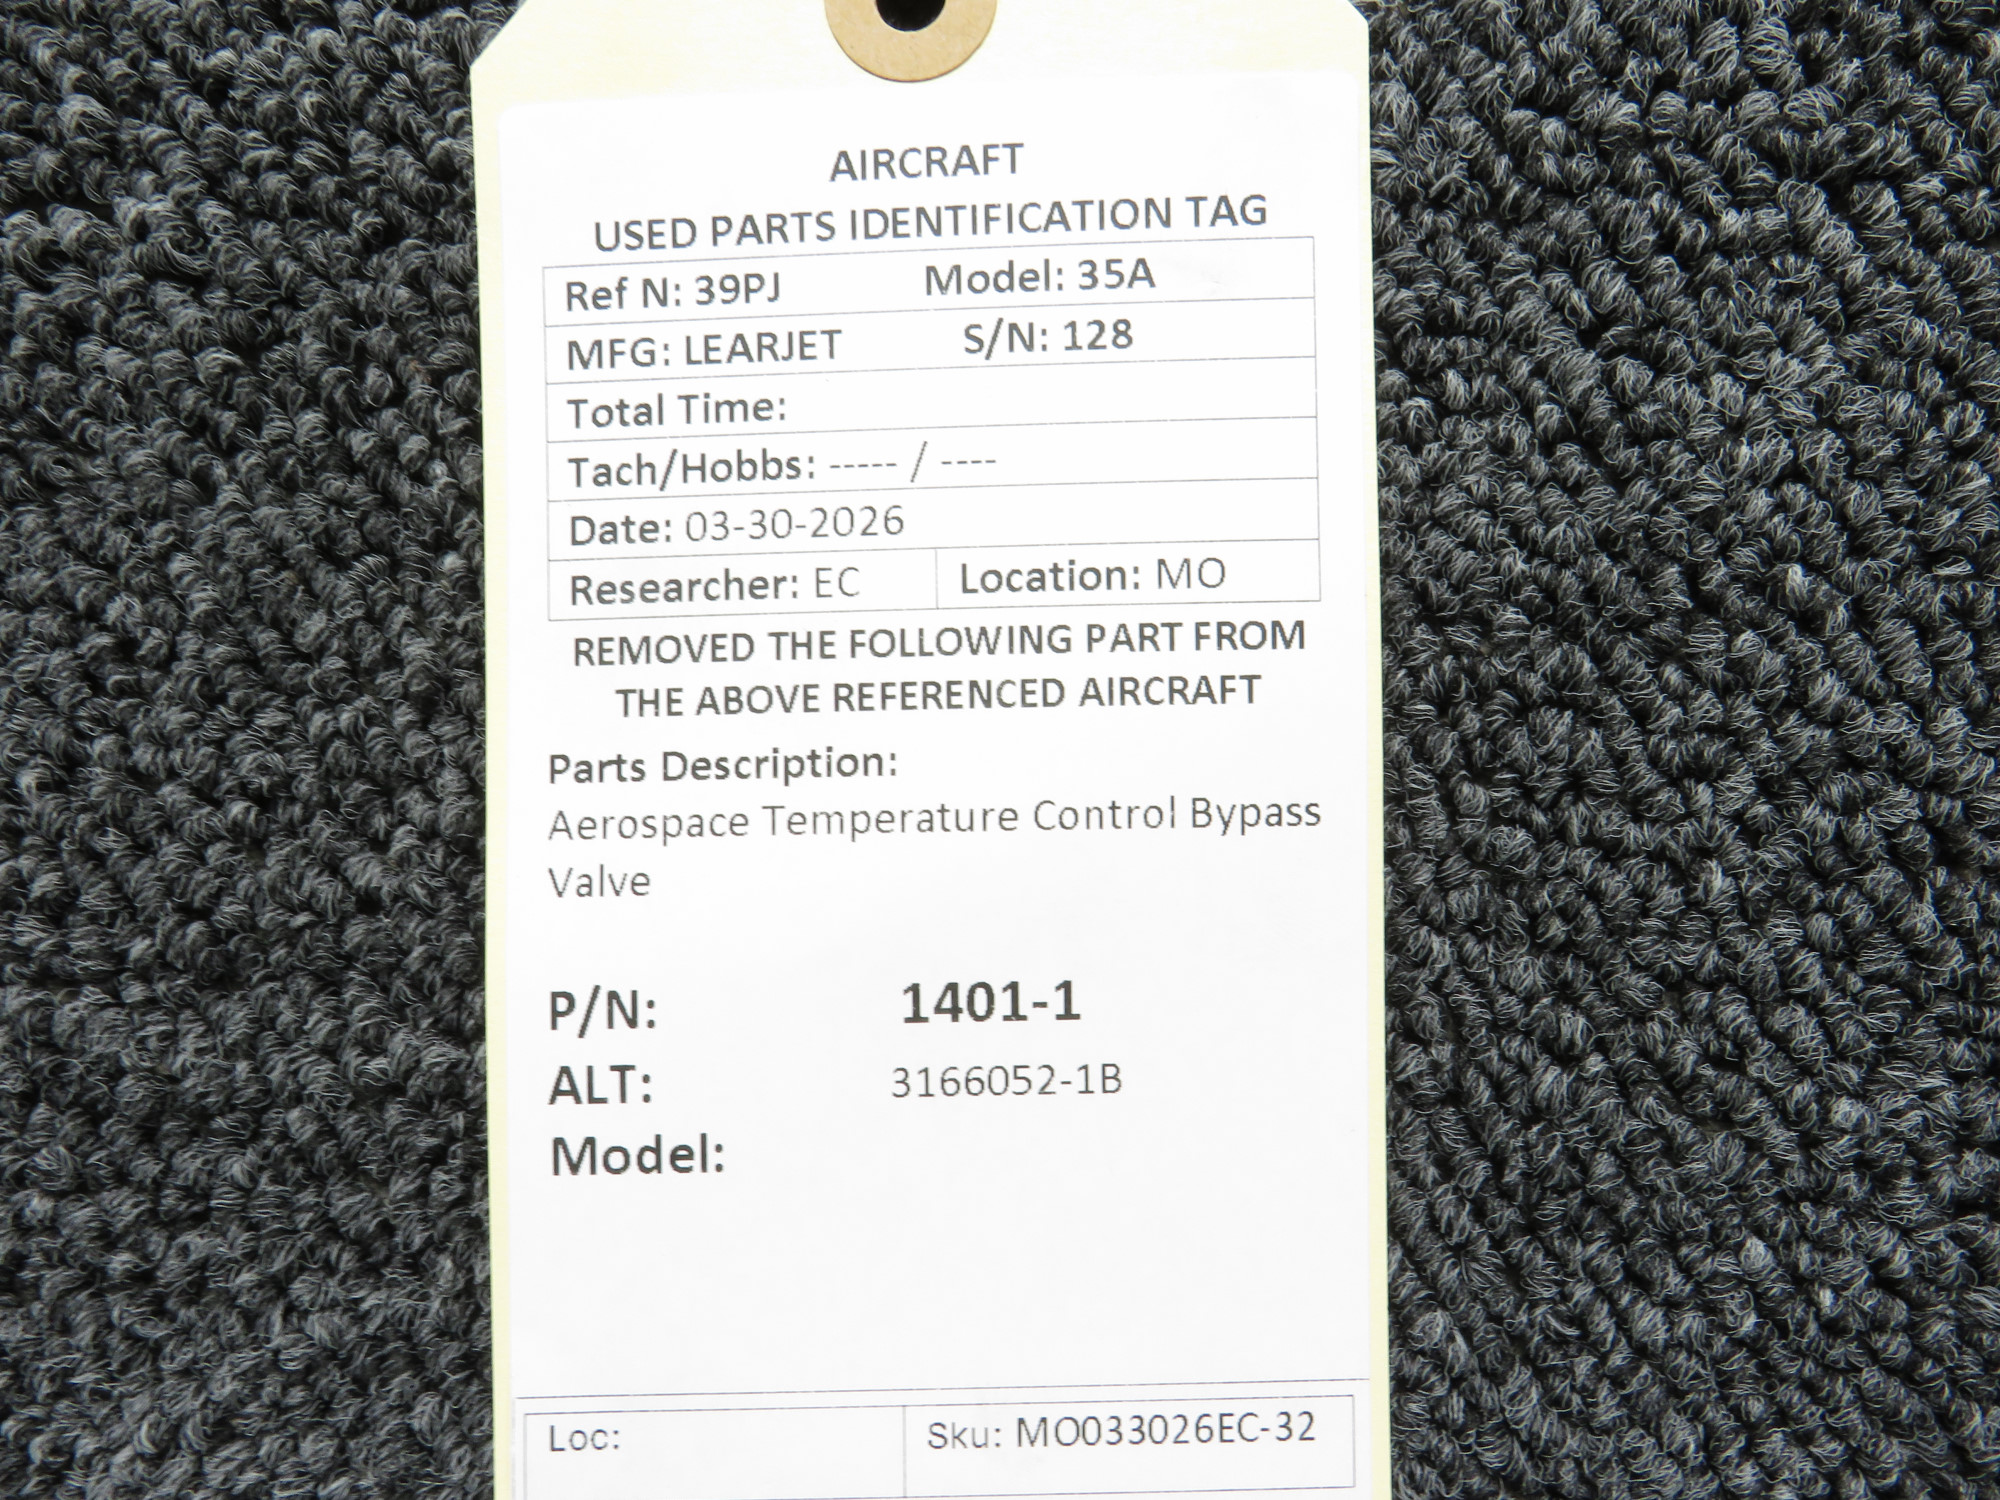 AIRCRAFT
USED PARTS IDENTIFICATION TAG
Ref N: 39PJ Model: 35A
MFG: LEARJET S/N: 128
Total Time:
Tach/Hobbs: ----- / ----
Date: 03-30-2026
Researcher: EC Location: MO
REMOVED THE FOLLOWING PART FROM
THE ABOVE REFERENCED AIRCRAFT
Parts Description:
Aerospace Temperature Control Bypass
Valve
P/N: 1401-1
ALT: 3166052-1B
Model:
Loc: Sku: MO033026EC-32